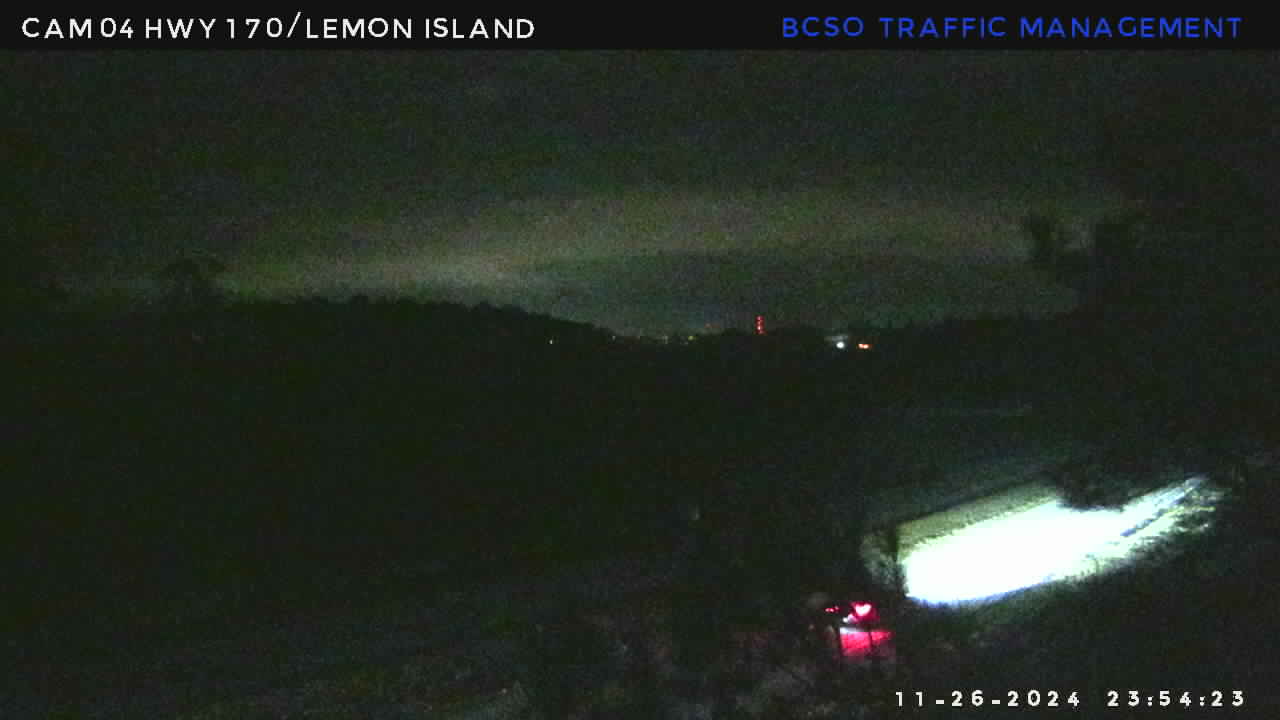 CAM04 HWY 170/LEMON ISLAND
BCSO TRAFFIC MANAGEMENT
11-26-2024 23:54:23